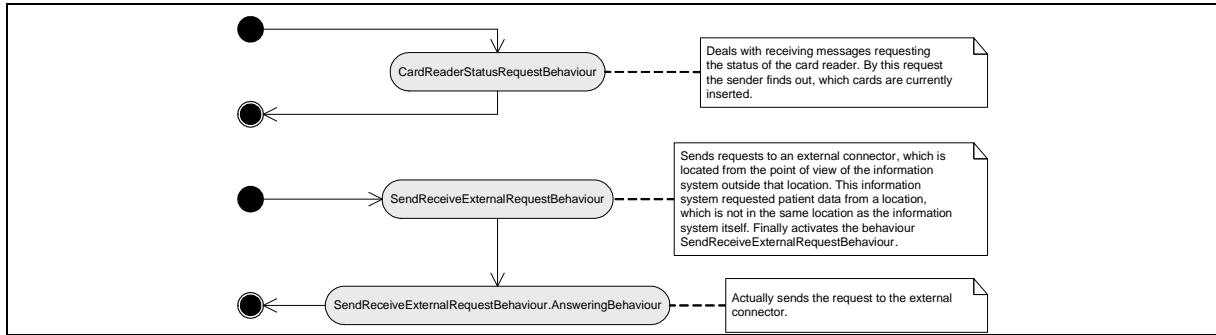 CardReaderStatusRequestBehaviour
Deals with receiving messages requesting
the status of the card reader. By this request
the sender finds out, which cards are currently
inserted.
SendReceiveExternalRequestBehaviour
Sends requests to an external connector, which is
located from the point of view of the information
system outside that location. This information
system requested patient data from a location,
which is not in the same location as the information
system itself. Finally activates the behaviour
SendReceiveExternalRequestBehaviour.
SendReceiveExternalRequestBehaviour.AnsweringBehaviour
Actually sends the request to the external
connector.